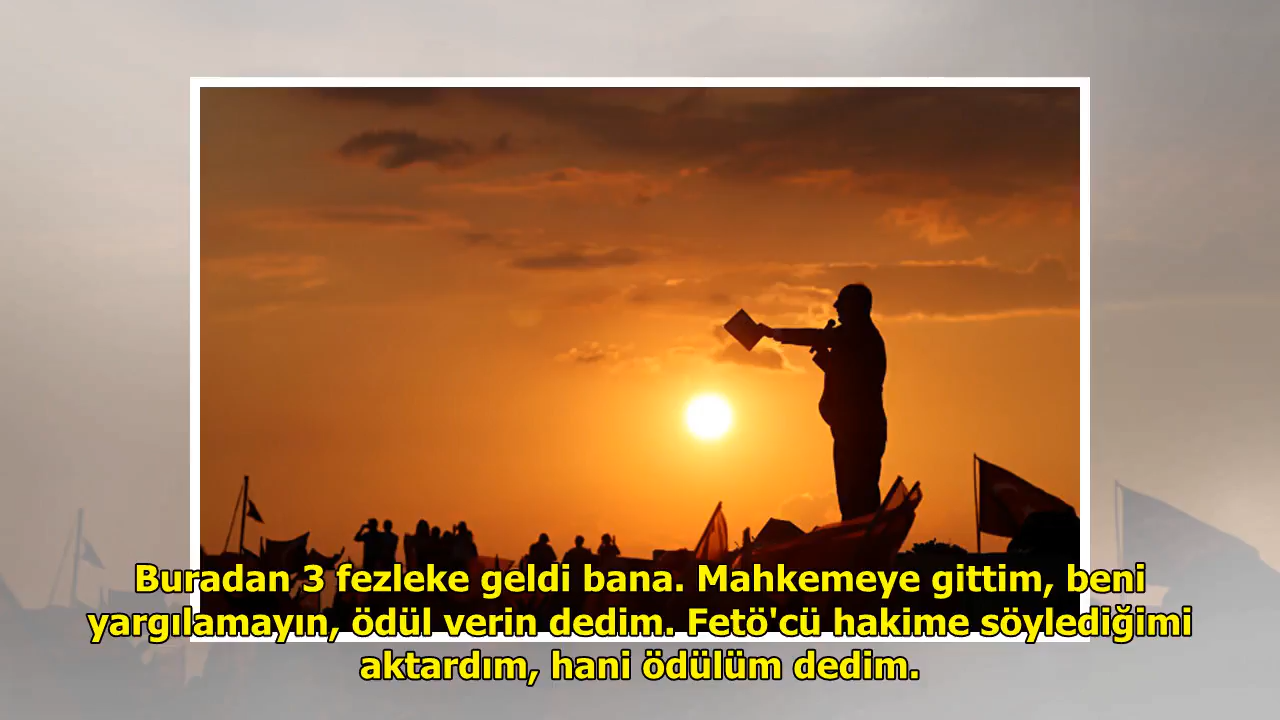 Buradan 3 fezleke geldi bana. Mahkemeye gittim, beni
yargılamayın, ödül verin dedim. Fetö'cü hakime söylediğimi
aktardım, hani ödülüm dedim.